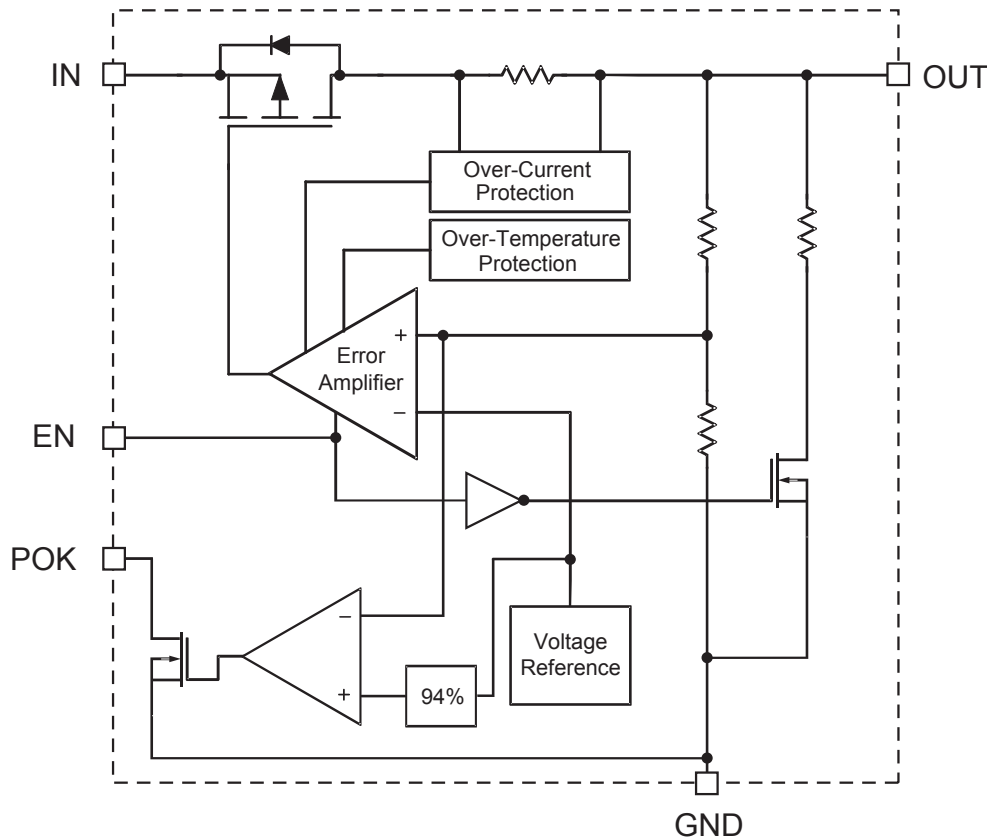 IN
OUT
Over-Current
Protection
Over-Temperature
Protection
+
Error
Amplifier
−
EN
POK
−
+
94%
Voltage
Reference
GND